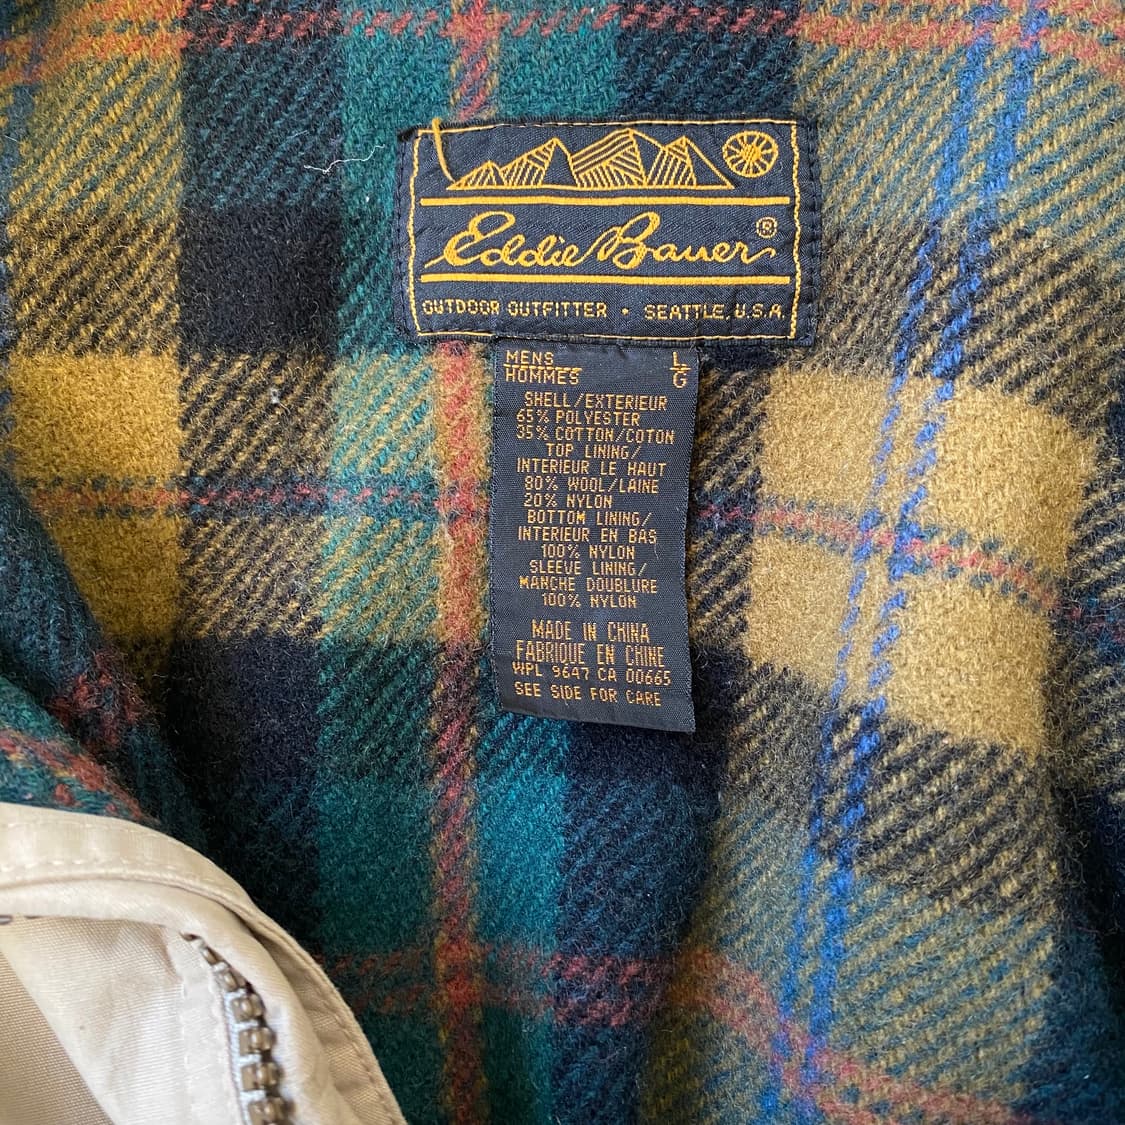 Eddie Bauer®
OUTDOOR OUTFITTER • SEATTLE, U.S.A.
MENS L
HOMMES G
SHELL/EXTERIEUR
65% POLYESTER
35% COTTON/COTON
TOP LINING/
INTERIEUR LE HAUT
80% WOOL/LAINE
20% NYLON
BOTTOM LINING/
INTERIEUR EN BAS
100% NYLON
SLEEVE LINING/
MANCHE DOUBLURE
100% NYLON
MADE IN CHINA
FABRIQUE EN CHINE
WPL 9647 CA 00665
SEE SIDE FOR CARE